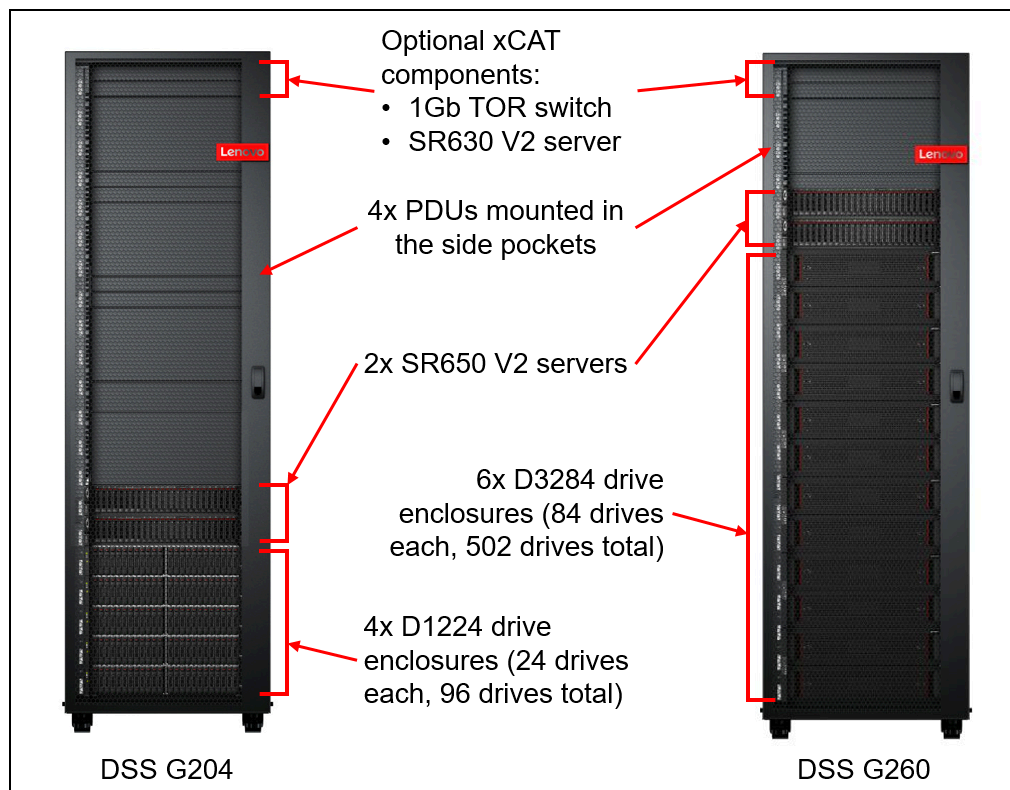 Optional xCAT
components:
• 1Gb TOR switch
• SR630 V2 server
Lenovo
Lenovo
4x PDUs mounted in
the side pockets
2x SR650 V2 servers
6x D3284 drive
enclosures (84 drives
each, 502 drives total)
4x D1224 drive
enclosures (24 drives
each, 96 drives total)
DSS G204
DSS G260